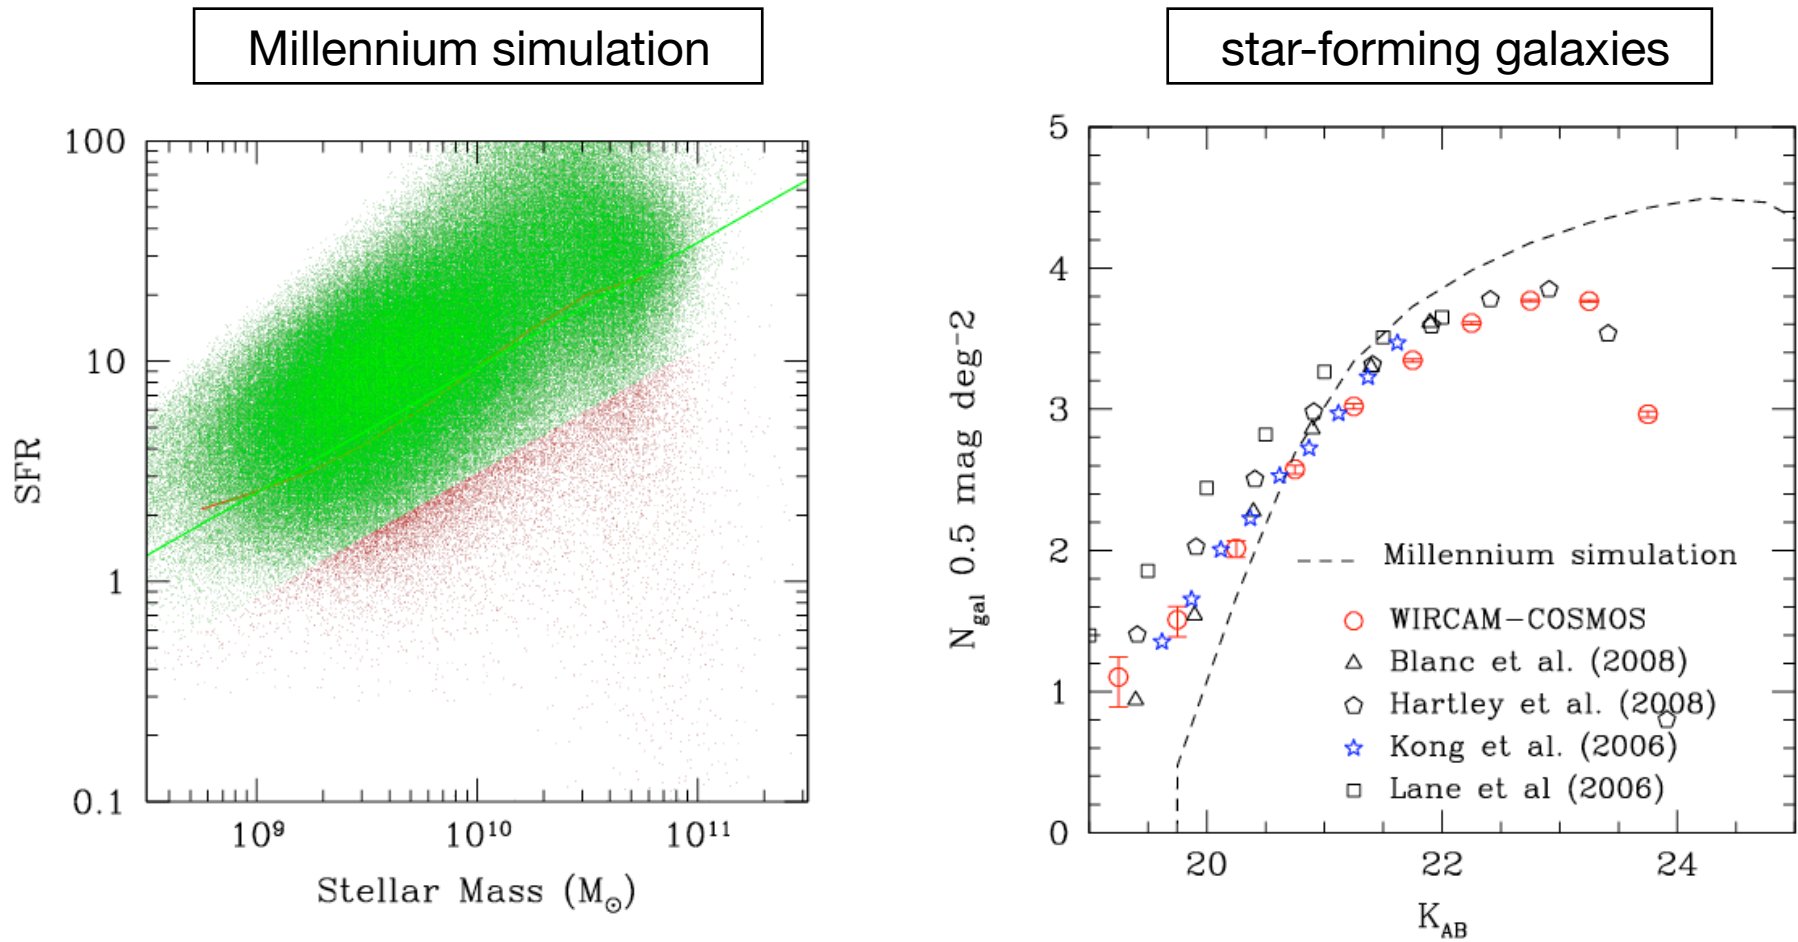 Millennium simulation
100
10
1
0.1
SFR
10⁹ 10¹⁰ 10¹¹
Stellar Mass (M☉)
star-forming galaxies
5
4
3
2
1
0
N_gal 0.5 mag deg⁻²
Millennium simulation
WIRCAM-COSMOS
Blanc et al. (2008)
Hartley et al. (2008)
Kong et al. (2006)
Lane et al (2006)
20 22 24
K_AB